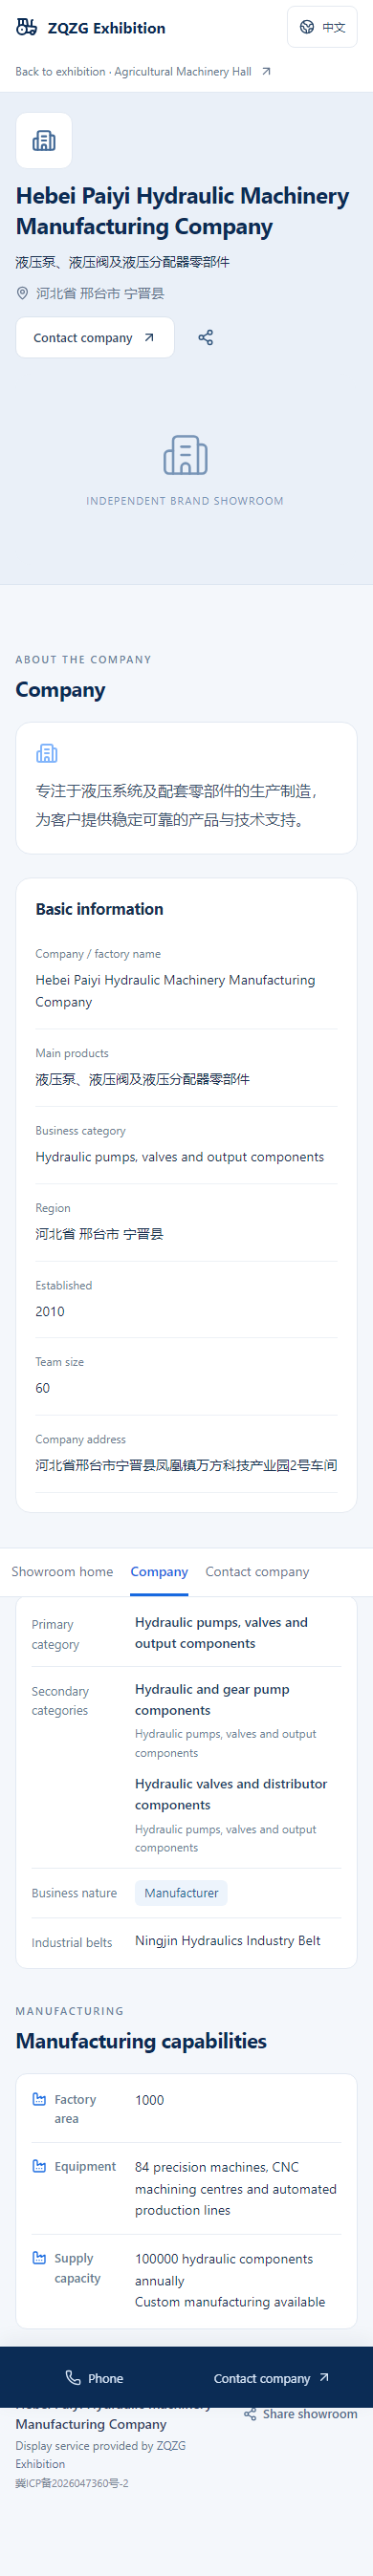 ZQZG Exhibition
中文
Back to exhibition · Agricultural Machinery Hall
Hebei Paiyi Hydraulic Machinery
Manufacturing Company
液压泵、液压阀及液压分配器零部件
河北省 邢台市 宁晋县
Contact company
INDEPENDENT BRAND SHOWROOM
ABOUT THE COMPANY
Company
专注于液压系统及配套零部件的生产制造，
为客户提供稳定可靠的产品与技术支持。
Basic information
Company / factory name
Hebei Paiyi Hydraulic Machinery Manufacturing
Company
Main products
液压泵、液压阀及液压分配器零部件
Business category
Hydraulic pumps, valves and output components
Region
河北省 邢台市 宁晋县
Established
2010
Team size
60
Company address
河北省邢台市宁晋县凤凰镇万方科技产业园2号车间
Showroom home
Company
Contact company
Primary
category
Hydraulic pumps, valves and
output components
Secondary
categories
Hydraulic and gear pump
components
Hydraulic pumps, valves and output
components
Hydraulic valves and distributor
components
Hydraulic pumps, valves and output
components
Business nature
Manufacturer
Industrial belts
Ningjin Hydraulics Industry Belt
MANUFACTURING
Manufacturing capabilities
Factory
area
1000
Equipment
84 precision machines, CNC
machining centres and automated
production lines
Supply
capacity
100000 hydraulic components
annually
Custom manufacturing available
Phone
Contact company
Manufacturing Company
Share showroom
Display service provided by ZQZG
Exhibition
冀ICP备2026047360号-2